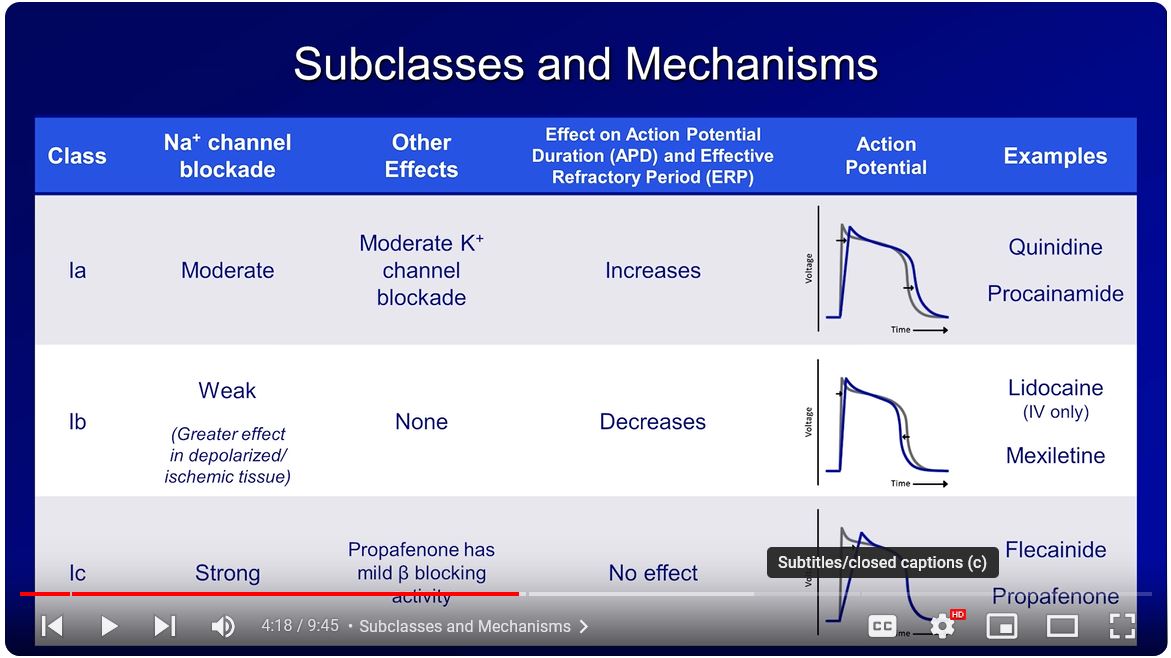 Subclasses and Mechanisms
Class
Na+ channel
blockade
Other
Effects
Effect on Action Potential
Duration (APD) and Effective
Refractory Period (ERP)
Action
Potential
Examples
Ia
Moderate
Moderate K+
channel
blockade
Increases
Voltage
Time
Quinidine
Procainamide
Ib
Weak
(Greater effect
in depolarized/
ischemic tissue)
None
Decreases
Voltage
Time
Lidocaine
(IV only)
Mexiletine
Ic
Strong
Propafenone has
mild β blocking
activity
No effect
Flecainide
Propafenone
Subtitles/closed captions (c)
4:18 / 9:45 • Subclasses and Mechanisms
CC
HD